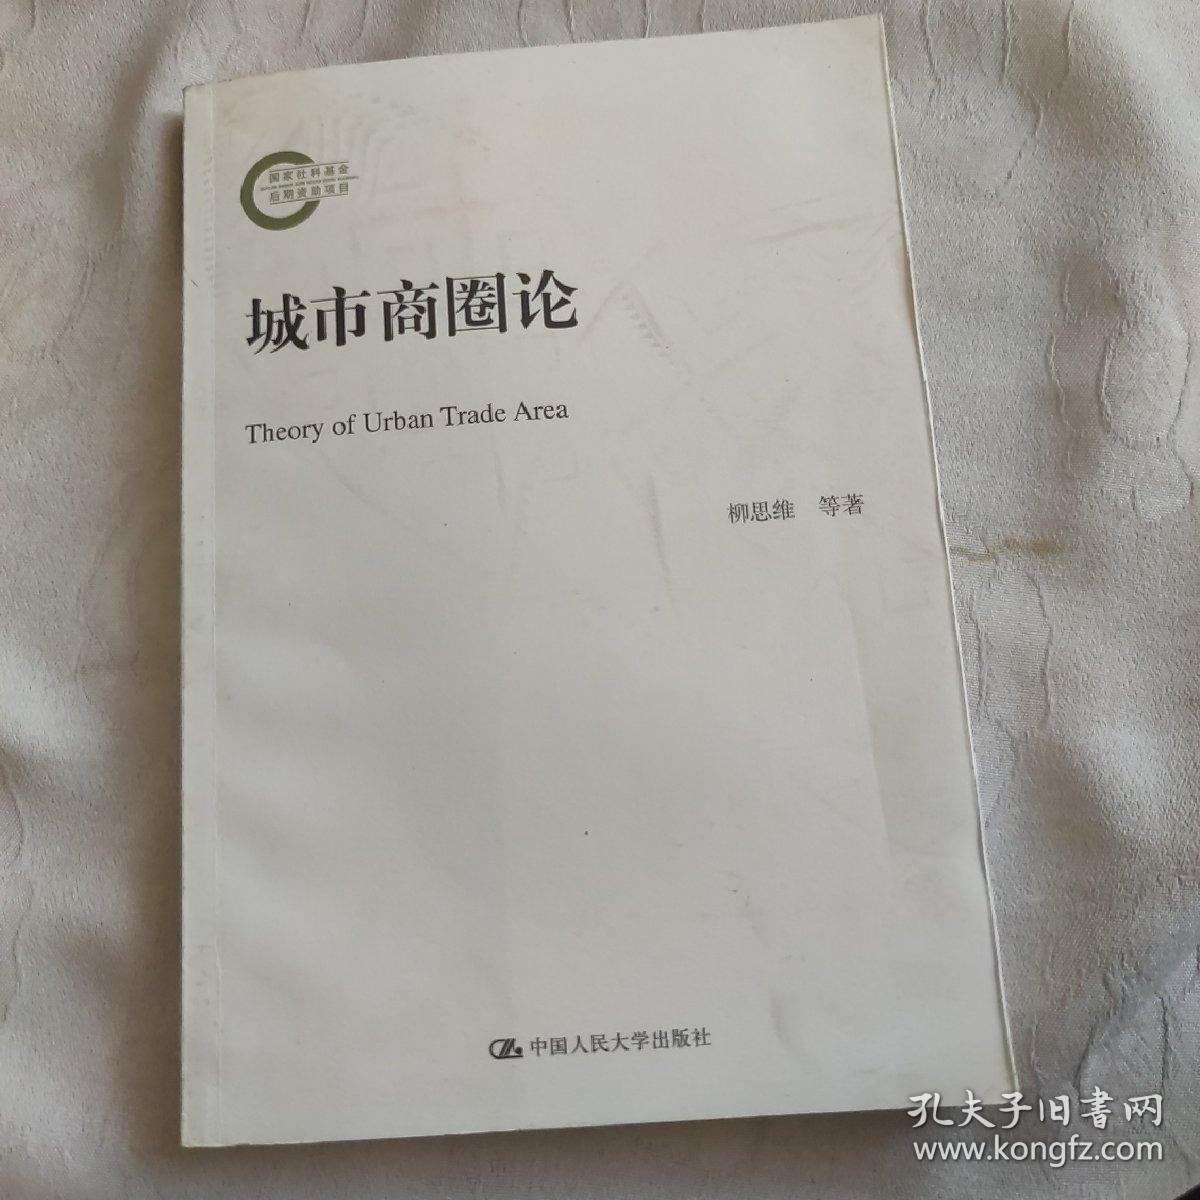 国家社科基金
后期资助项目
城市商圈论
Theory of Urban Trade Area
柳思维 等著
中国人民大学出版社
孔夫子旧書网
www.kongfz.com